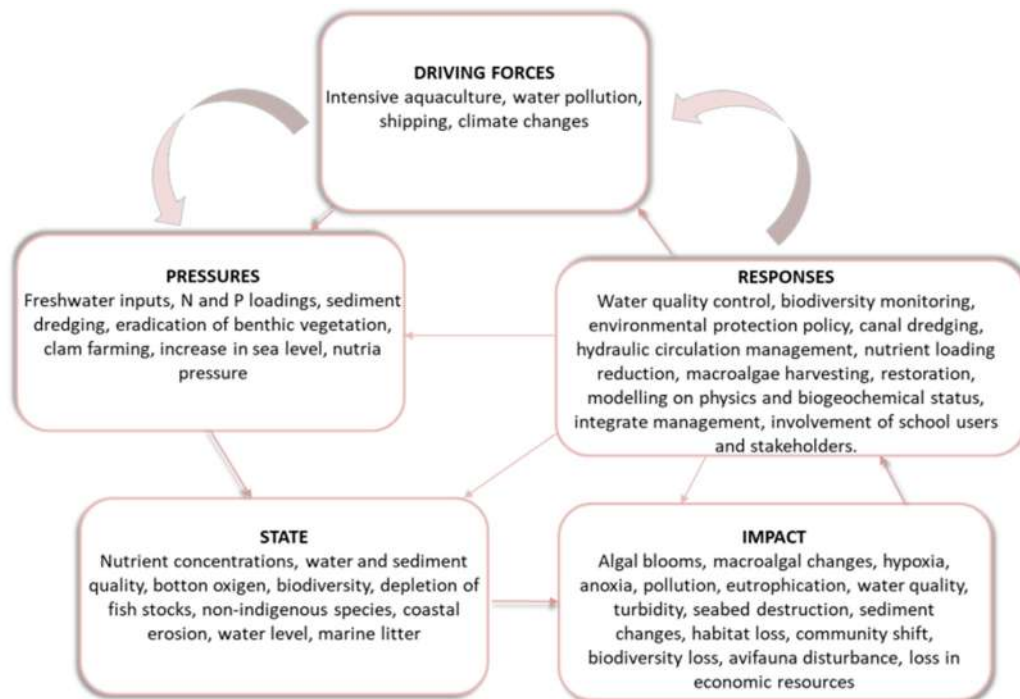 DRIVING FORCES
Intensive aquaculture, water pollution,
shipping, climate changes
PRESSURES
Freshwater inputs, N and P loadings, sediment
dredging, eradication of benthic vegetation,
clam farming, increase in sea level, nutria
pressure
RESPONSES
Water quality control, biodiversity monitoring,
environmental protection policy, canal dredging,
hydraulic circulation management, nutrient loading
reduction, macroalgae harvesting, restoration,
modelling on physics and biogeochemical status,
integrate management, involvement of school users
and stakeholders.
STATE
Nutrient concentrations, water and sediment
quality, botton oxigen, biodiversity, depletion of
fish stocks, non-indigenous species, coastal
erosion, water level, marine litter
IMPACT
Algal blooms, macroalgal changes, hypoxia,
anoxia, pollution, eutrophication, water quality,
turbidity, seabed destruction, sediment
changes, habitat loss, community shift,
biodiversity loss, avifauna disturbance, loss in
economic resources